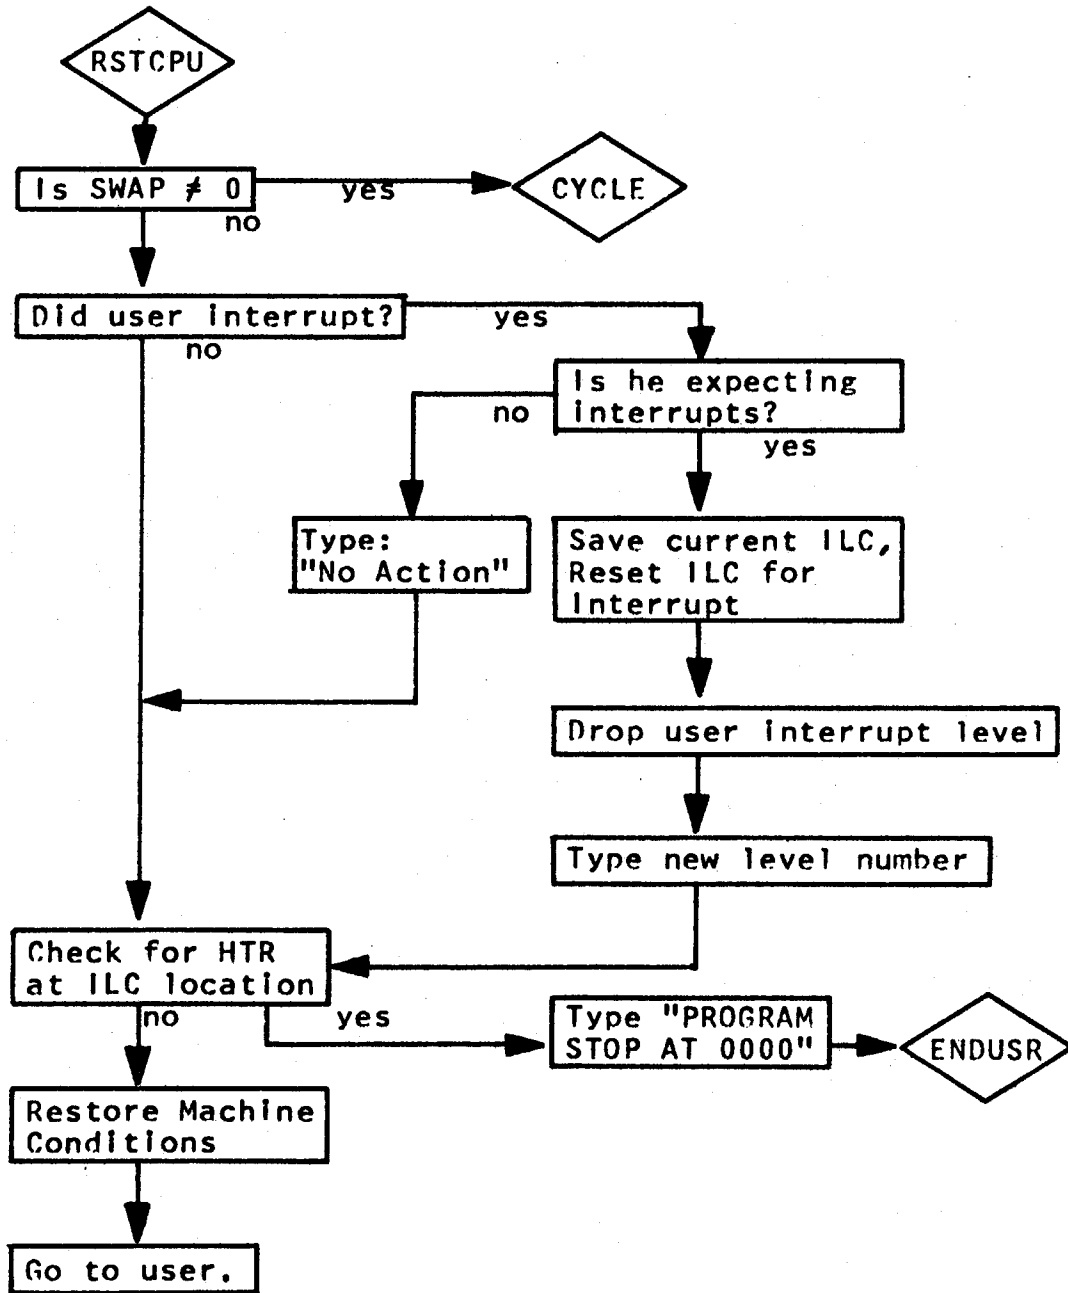 RSTCPU
Is SWAP ≠ 0
yes
CYCLE
no
Did user interrupt?
yes
no
Is he expecting
interrupts?
no
yes
Type:
"No Action"
Save current ILC,
Reset ILC for
Interrupt
Drop user interrupt level
Type new level number
Check for HTR
at ILC location
no
yes
Type "PROGRAM
STOP AT 0000"
ENDUSR
Restore Machine
Conditions
Go to user.